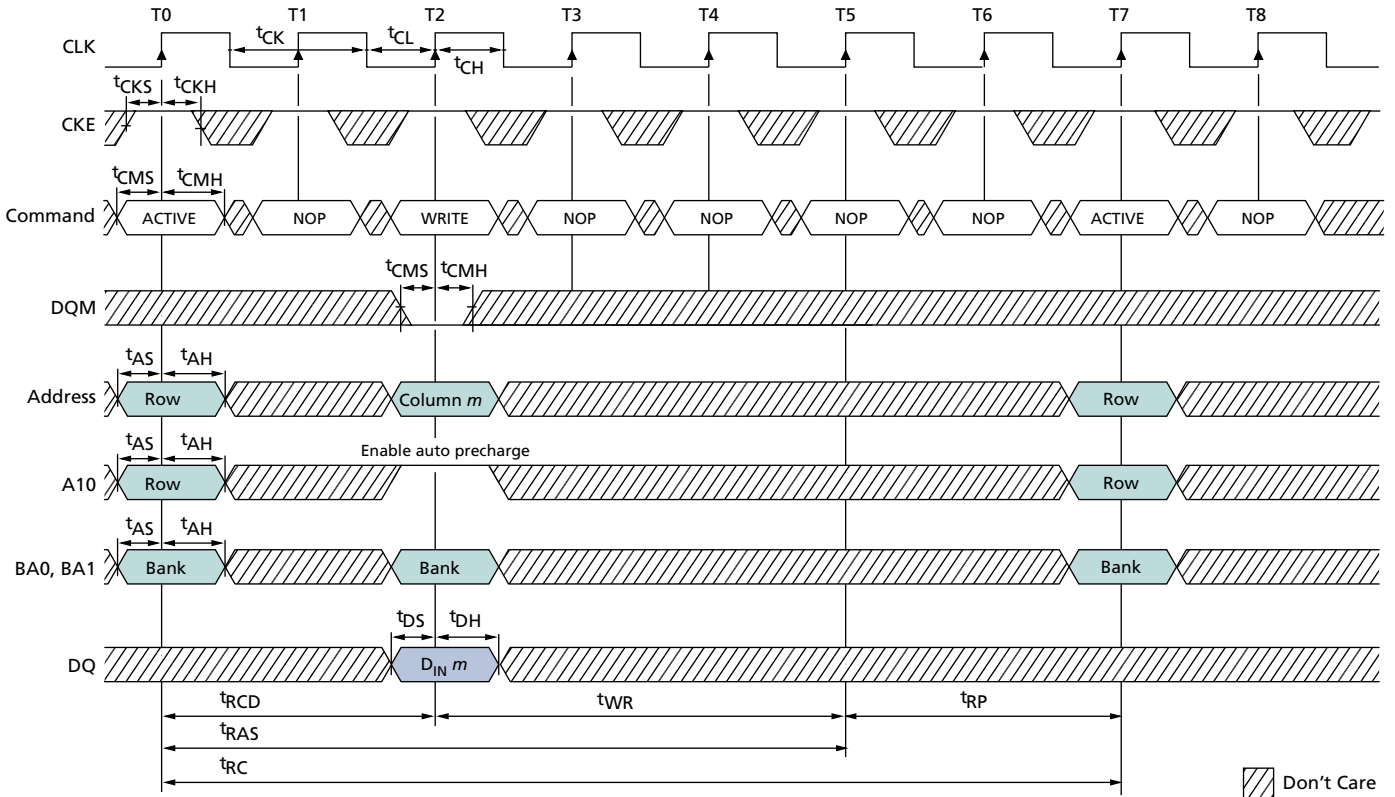 T0 T1 T2 T3 T4 T5 T6 T7 T8
CLK
tCK tCL
tCH
tCKS tCKH
CKE
tCMS tCMH
Command ACTIVE NOP WRITE NOP NOP NOP NOP ACTIVE NOP
tCMS tCMH
DQM
tAS tAH
Address Row Column m Row
tAS tAH Enable auto precharge
A10 Row Row
tAS tAH
BA0, BA1 Bank Bank Bank
tDS tDH
DQ DIN m
tRCD tWR tRP
tRAS
tRC
Don't Care